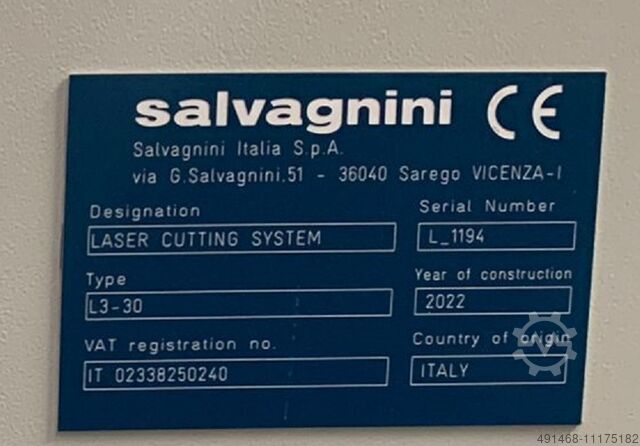 salvagnini CE
Salvagnini Italia S.p.A.
via G.Salvagnini,51 - 36040 Sarego VICENZA-I
Designation
LASER CUTTING SYSTEM
Serial Number
L_1194
Type
L3-30
Year of construction
2022
VAT registration no.
IT 02338250240
Country of origin
ITALY
491468-11175182